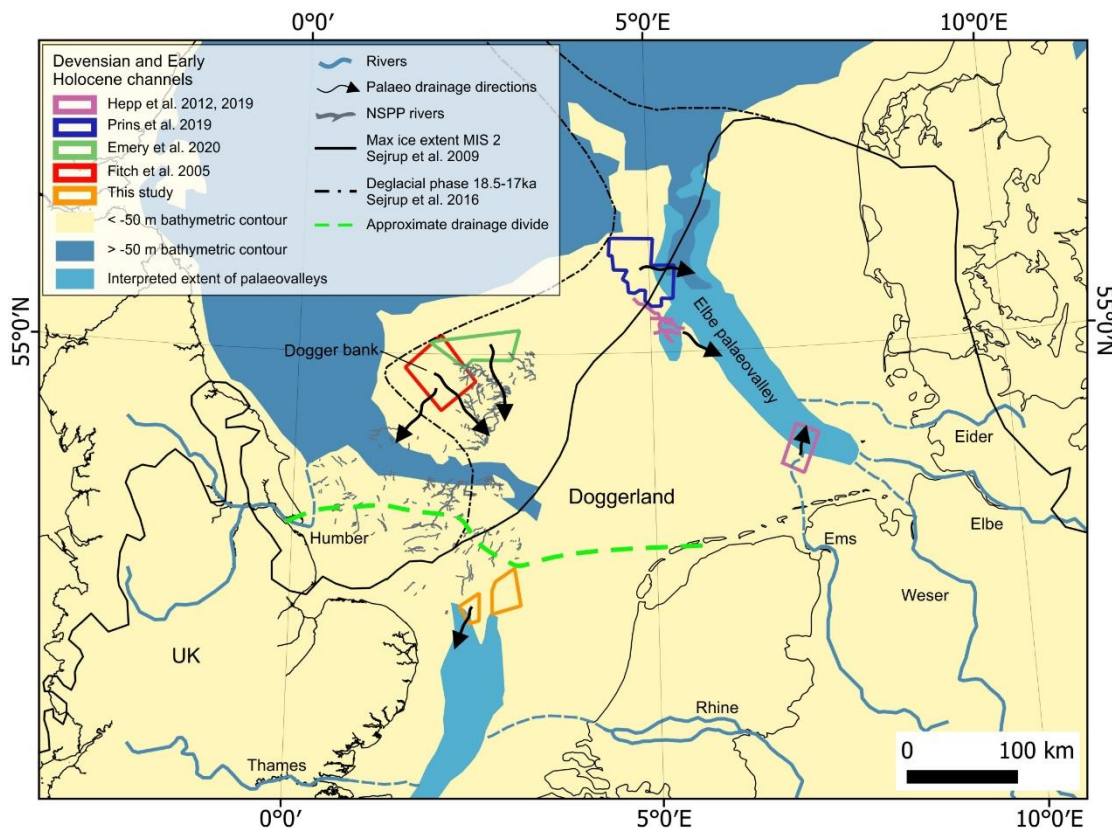 0°0′
5°0′E
10°0′E
Devensian and Early
Holocene channels
Hepp et al. 2012, 2019
Prins et al. 2019
Emery et al. 2020
Fitch et al. 2005
This study
< -50 m bathymetric contour
> -50 m bathymetric contour
Interpreted extent of palaeovalleys
Rivers
Palaeo drainage directions
NSPP rivers
Max ice extent MIS 2
Sejrup et al. 2009
Deglacial phase 18.5-17ka
Sejrup et al. 2016
Approximate drainage divide
55°0′N
55°0′N
Dogger bank
Elbe palaeovalley
Eider
Doggerland
Elbe
Humber
Ems
Weser
UK
Rhine
Thames
0
100 km
0°0′
5°0′E
10°0′E